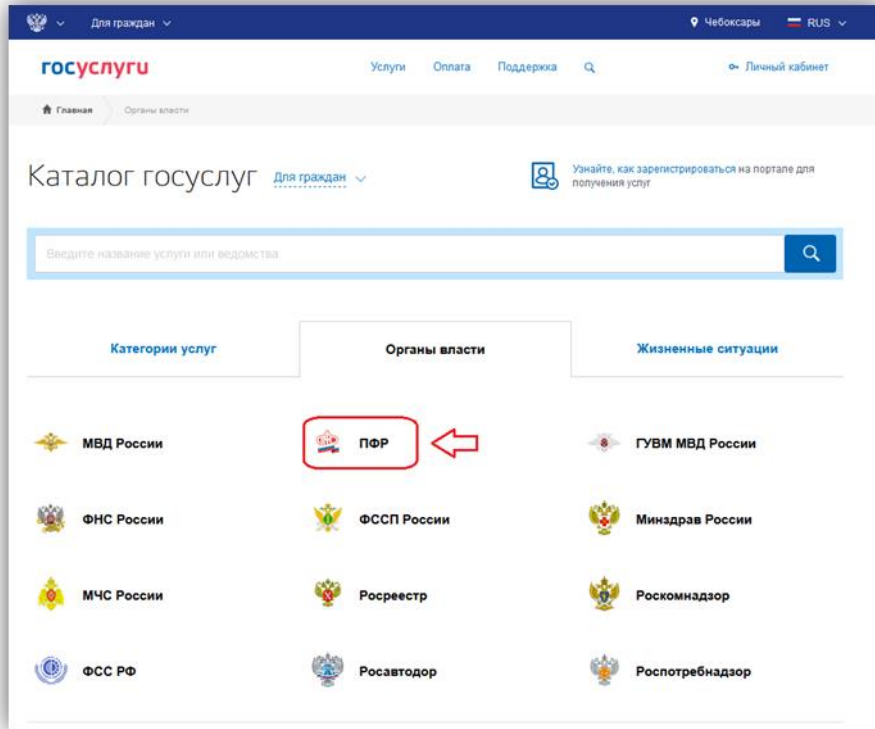 Для граждан
Чебоксары
RUS
госуслуги
Услуги Оплата Поддержка
Личный кабинет
Главная Органы власти
Каталог госуслуг Для граждан
Узнайте, как зарегистрироваться на портале для
получения услуг
Введите название услуги или ведомства
Категории услуг Органы власти Жизненные ситуации
МВД России ПФР ГУВМ МВД России
ФНС России ФССП России Минздрав России
МЧС России Росреестр Роскомнадзор
ФСС РФ Росавтодор Роспотребнадзор